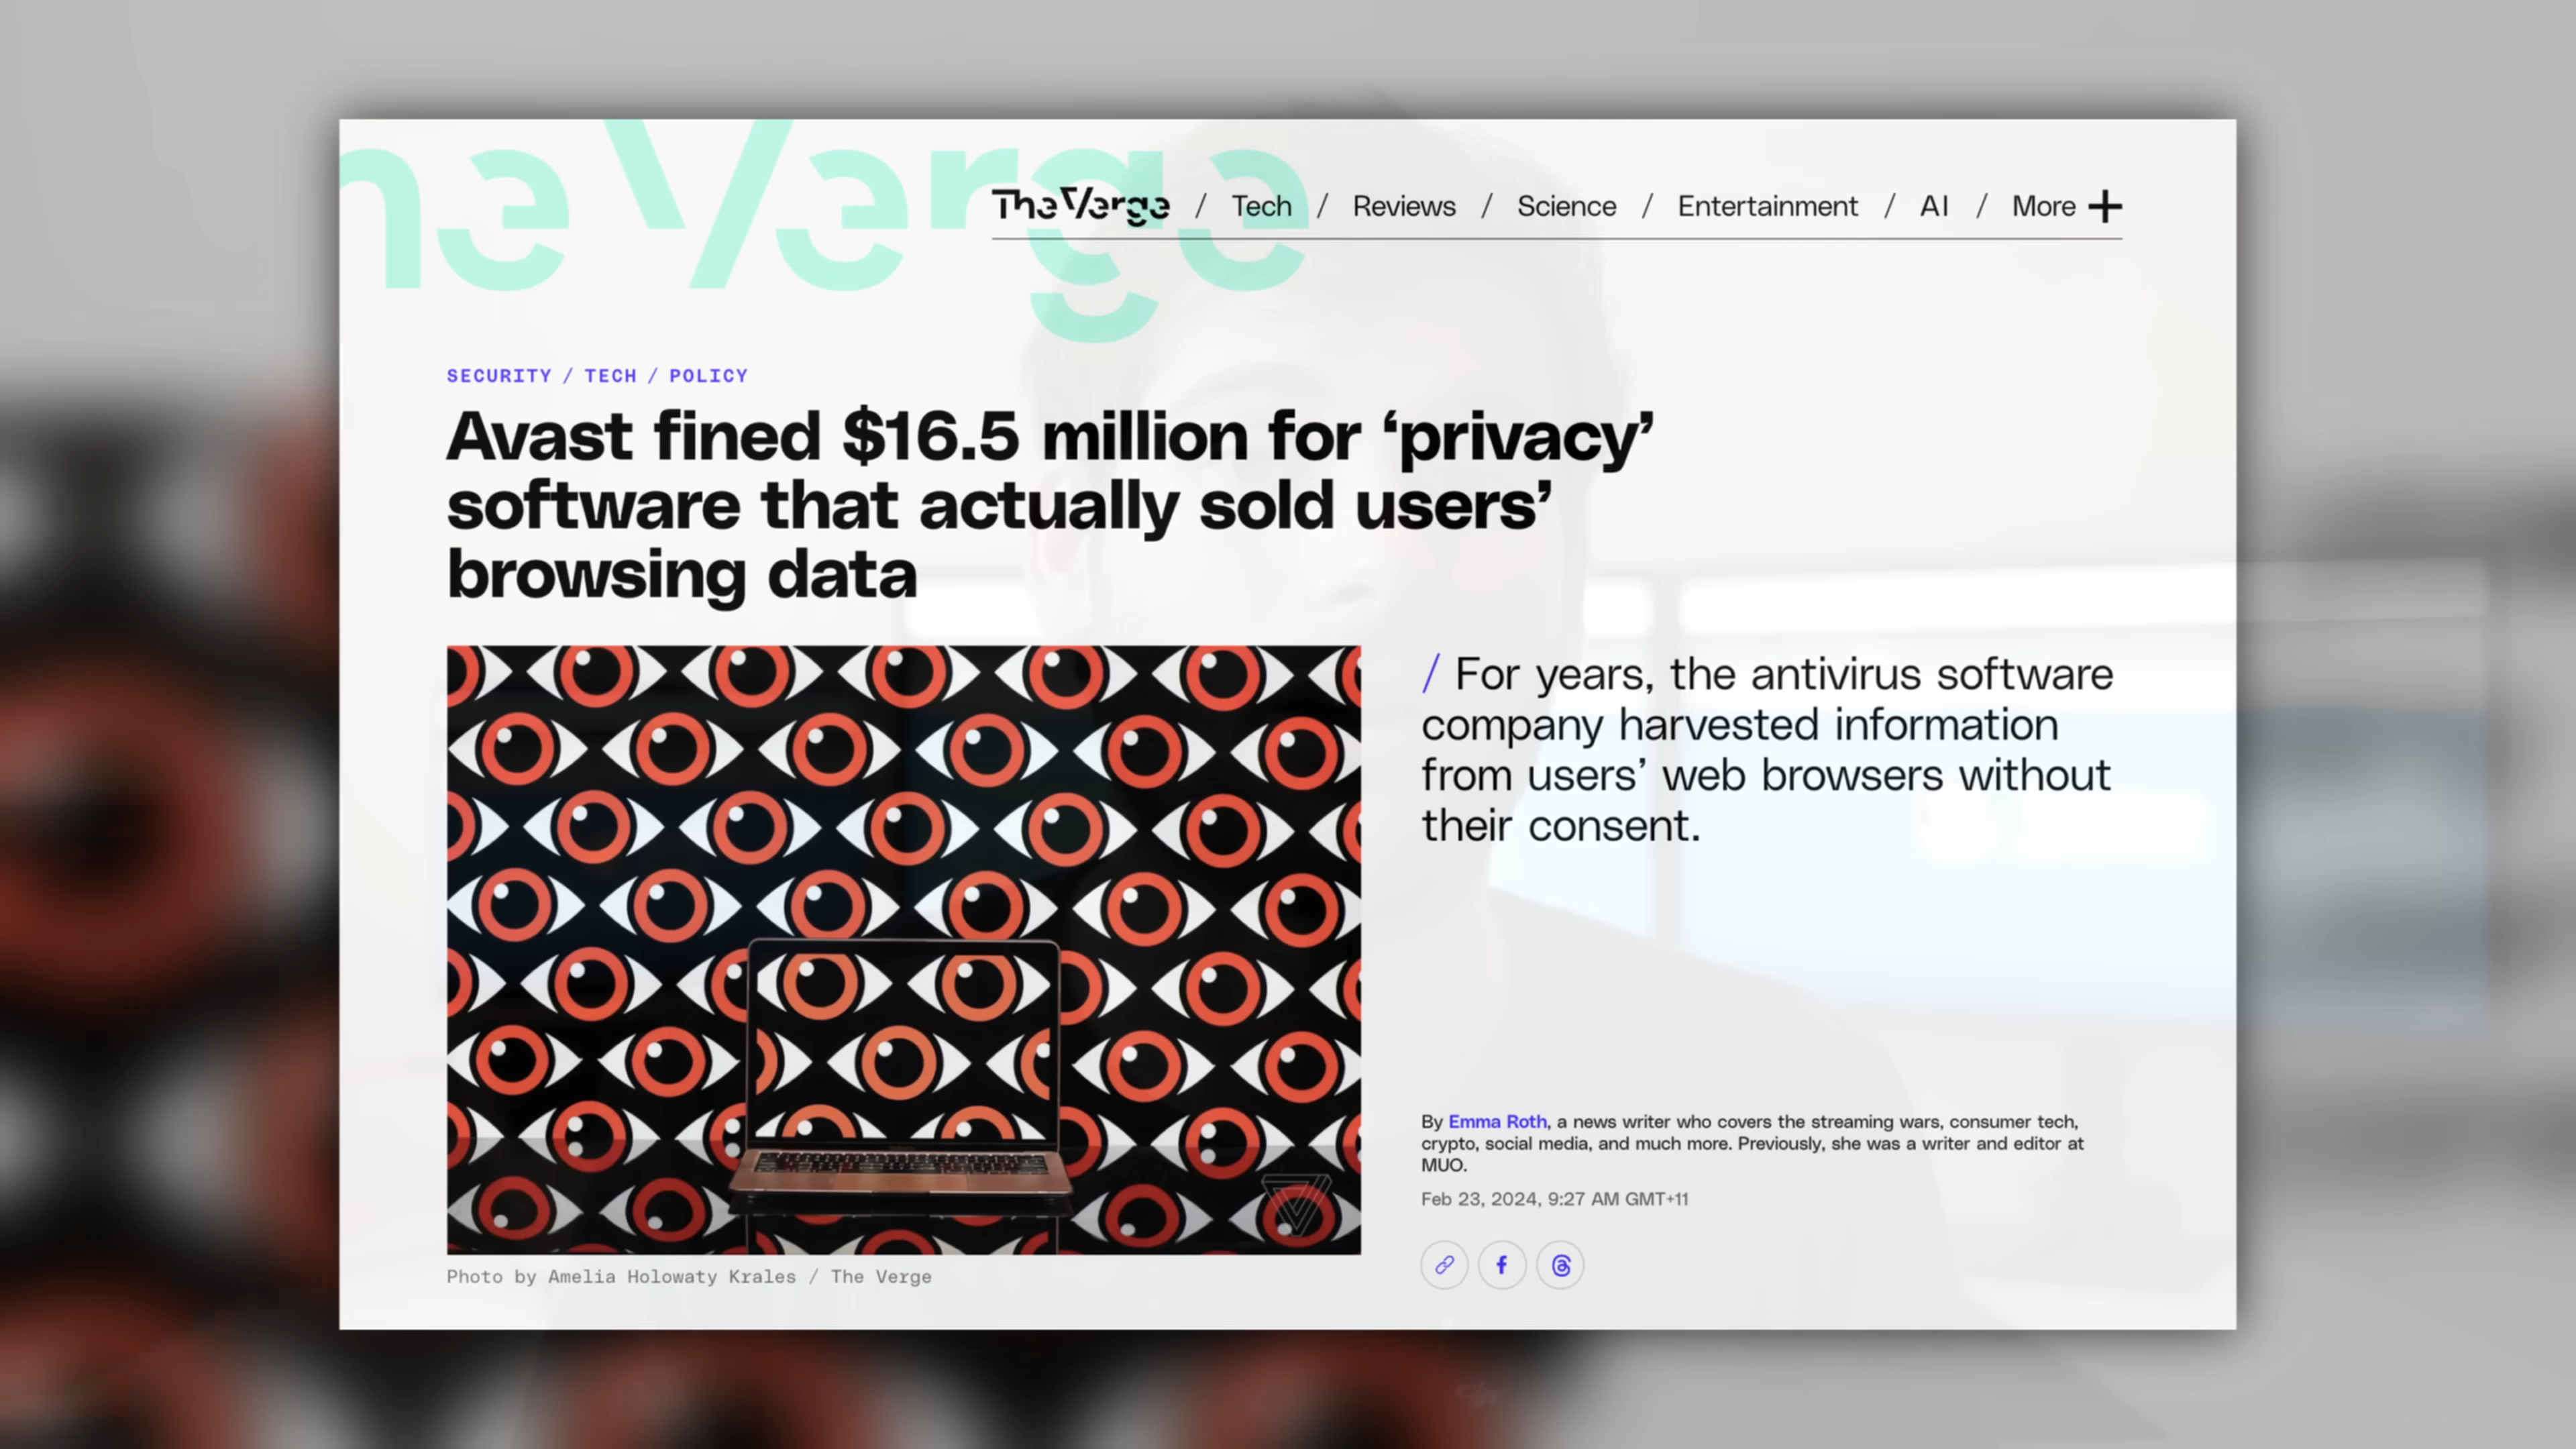 The Verge
The Verge / Tech / Reviews / Science / Entertainment / AI / More +
SECURITY / TECH / POLICY
Avast fined $16.5 million for ‘privacy’
software that actually sold users’
browsing data
/ For years, the antivirus software
company harvested information
from users’ web browsers without
their consent.
By Emma Roth, a news writer who covers the streaming wars, consumer tech,
crypto, social media, and much more. Previously, she was a writer and editor at
MUO.
Feb 23, 2024, 9:27 AM GMT+11
Photo by Amelia Holowaty Krales / The Verge
dji